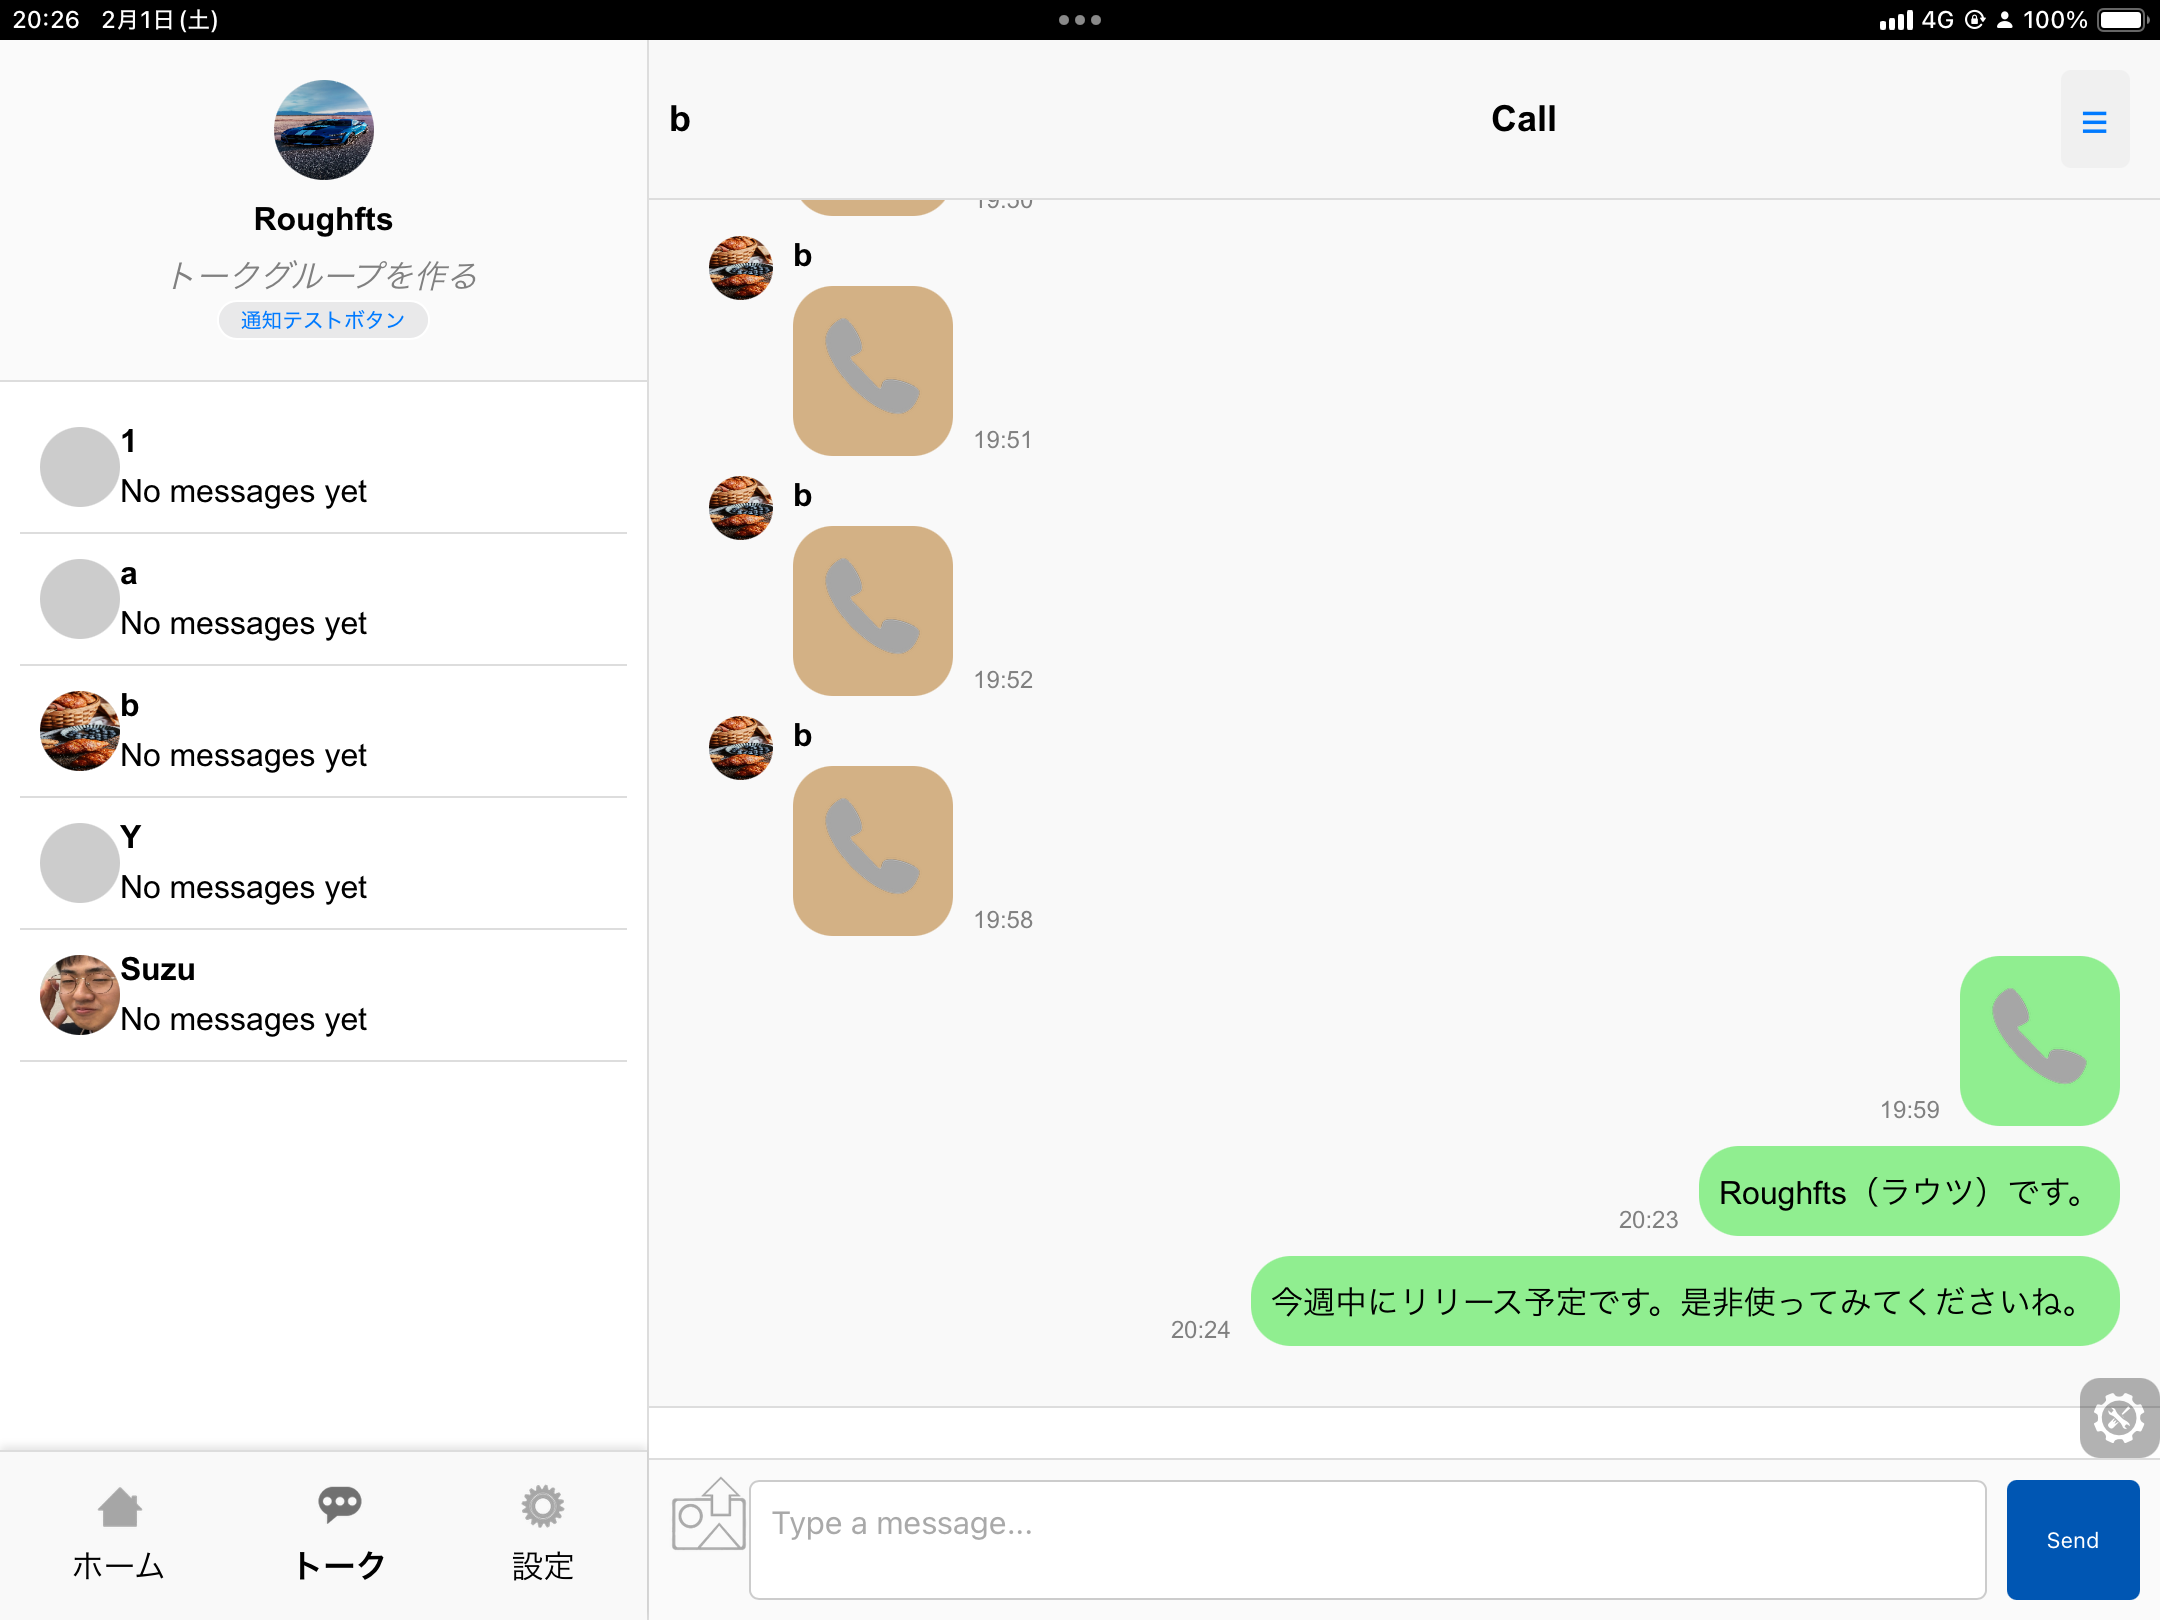 20:26 2月1日(土)
4G 100%
Roughfts
トークグループを作る
通知テストボタン
1
No messages yet
a
No messages yet
b
No messages yet
Y
No messages yet
Suzu
No messages yet
ホーム
トーク
設定
b
Call
19:50
b
19:51
b
19:52
b
19:58
19:59
Roughfts（ラウツ）です。
20:23
今週中にリリース予定です。是非使ってみてくださいね。
20:24
Type a message...
Send